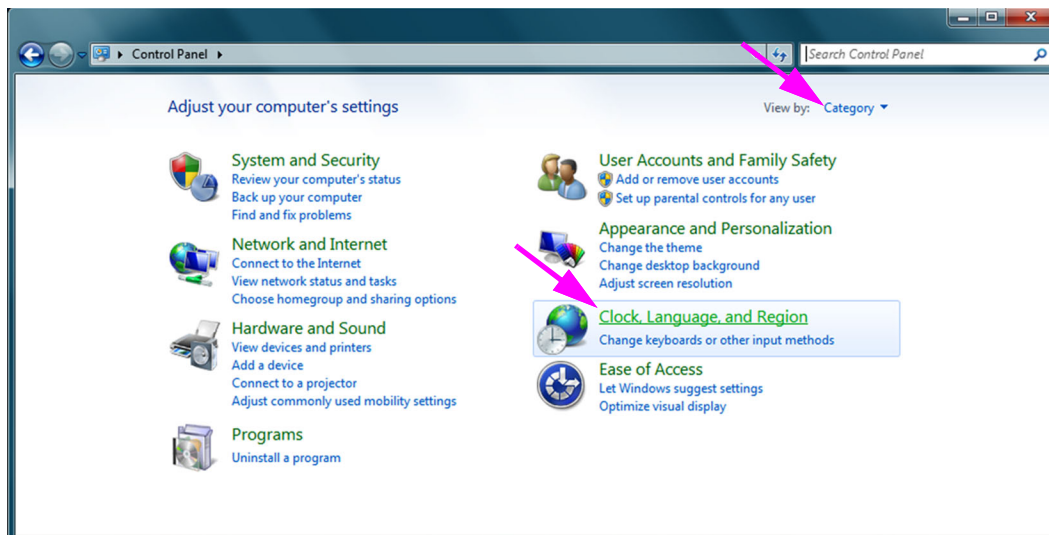 Control Panel
Search Control Panel
Adjust your computer's settings
View by: Category
System and Security
Review your computer's status
Back up your computer
Find and fix problems
Network and Internet
Connect to the Internet
View network status and tasks
Choose homegroup and sharing options
Hardware and Sound
View devices and printers
Add a device
Connect to a projector
Adjust commonly used mobility settings
Programs
Uninstall a program
User Accounts and Family Safety
Add or remove user accounts
Set up parental controls for any user
Appearance and Personalization
Change the theme
Change desktop background
Adjust screen resolution
Clock, Language, and Region
Change keyboards or other input methods
Ease of Access
Let Windows suggest settings
Optimize visual display